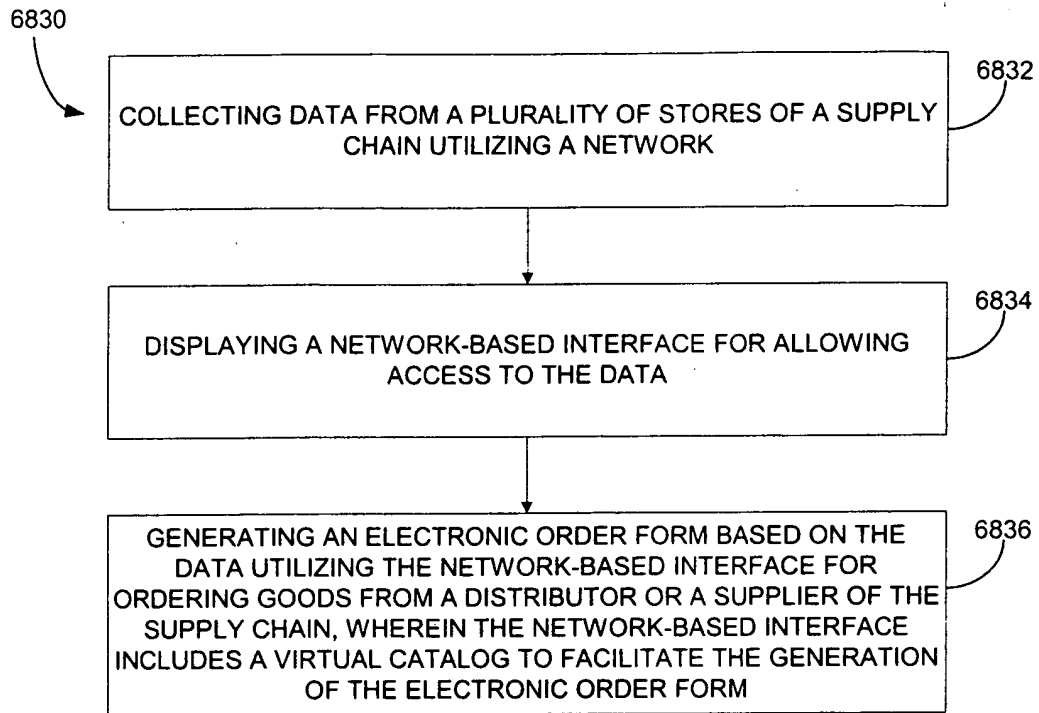 6830
6832
COLLECTING DATA FROM A PLURALITY OF STORES OF A SUPPLY
CHAIN UTILIZING A NETWORK
6834
DISPLAYING A NETWORK-BASED INTERFACE FOR ALLOWING
ACCESS TO THE DATA
6836
GENERATING AN ELECTRONIC ORDER FORM BASED ON THE
DATA UTILIZING THE NETWORK-BASED INTERFACE FOR
ORDERING GOODS FROM A DISTRIBUTOR OR A SUPPLIER OF THE
SUPPLY CHAIN, WHEREIN THE NETWORK-BASED INTERFACE
INCLUDES A VIRTUAL CATALOG TO FACILITATE THE GENERATION
OF THE ELECTRONIC ORDER FORM